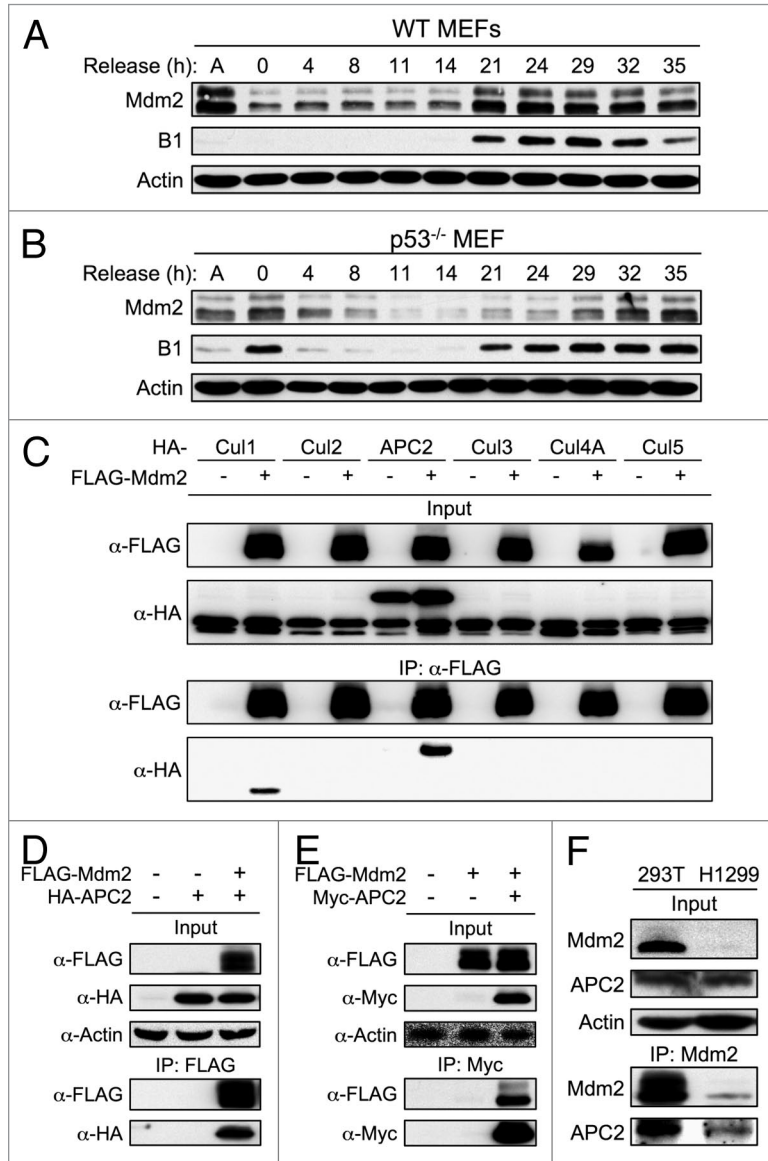 A
WT MEFs
Release (h): A 0 4 8 11 14 21 24 29 32 35
Mdm2
B1
Actin
B
p53-/- MEF
Release (h): A 0 4 8 11 14 21 24 29 32 35
Mdm2
B1
Actin
C
HA- Cul1 Cul2 APC2 Cul3 Cul4A Cul5
FLAG-Mdm2 - + - + - + - + - + - +
Input
α-FLAG
α-HA
IP: α-FLAG
α-FLAG
α-HA
D
FLAG-Mdm2 - - +
HA-APC2 - + +
Input
α-FLAG
α-HA
α-Actin
IP: FLAG
α-FLAG
α-HA
E
FLAG-Mdm2 - + +
Myc-APC2 - - +
Input
α-FLAG
α-Myc
α-Actin
IP: Myc
α-FLAG
α-Myc
F
293T H1299
Input
Mdm2
APC2
Actin
IP: Mdm2
Mdm2
APC2